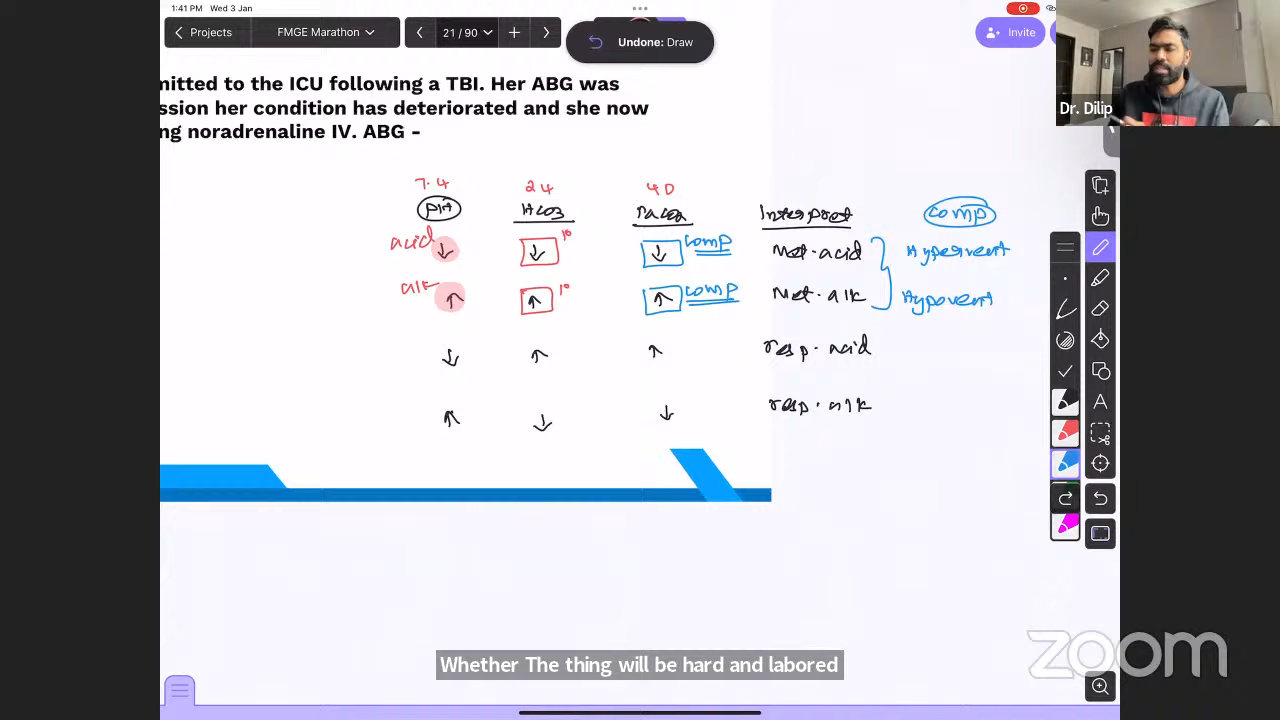 1:41 PM Wed 3 Jan
Projects
FMGE Marathon
21 / 90
Undone: Draw
Invite
mitted to the ICU following a TBI. Her ABG was
ssion her condition has deteriorated and she now
ng noradrenaline IV. ABG -
Dr. Dilip
7.4 24 40
pH HCO3 PaCO2 Interpret comp
acid ↓ ↓ 1° ↓ comp Met. acid Hypervent
alk ↑ ↑ 1° ↑ comp Met. alk Hypovent
↓ ↑ ↑ resp. acid
↑ ↓ ↓ resp. alk
Whether The thing will be hard and labored
zoom